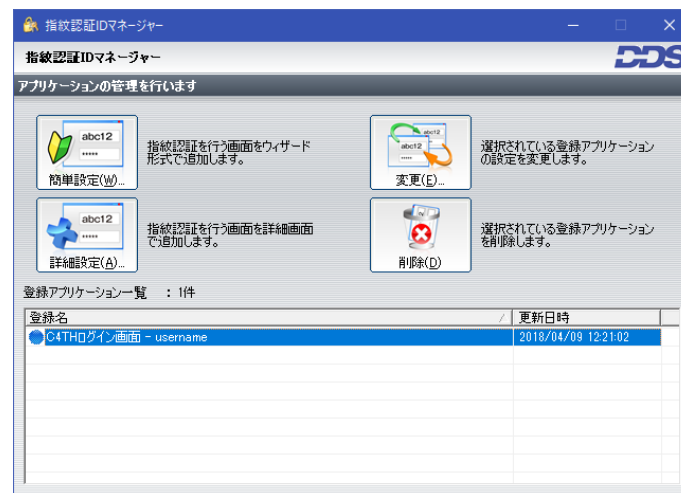 指紋認証IDマネージャー
指紋認証IDマネージャー
DDS
アプリケーションの管理を行います
abc12
簡単設定(W)...
指紋認証を行う画面をウィザード
形式で追加します。
abc12
abc12
変更(E)...
選択されている登録アプリケーション
の設定を変更します。
abc12
詳細設定(A)...
指紋認証を行う画面を詳細画面
で追加します。
削除(D)
選択されている登録アプリケーション
を削除します。
登録アプリケーション一覧 : 1件
登録名 更新日時
C4THログイン画面 - username 2018/04/09 12:21:02